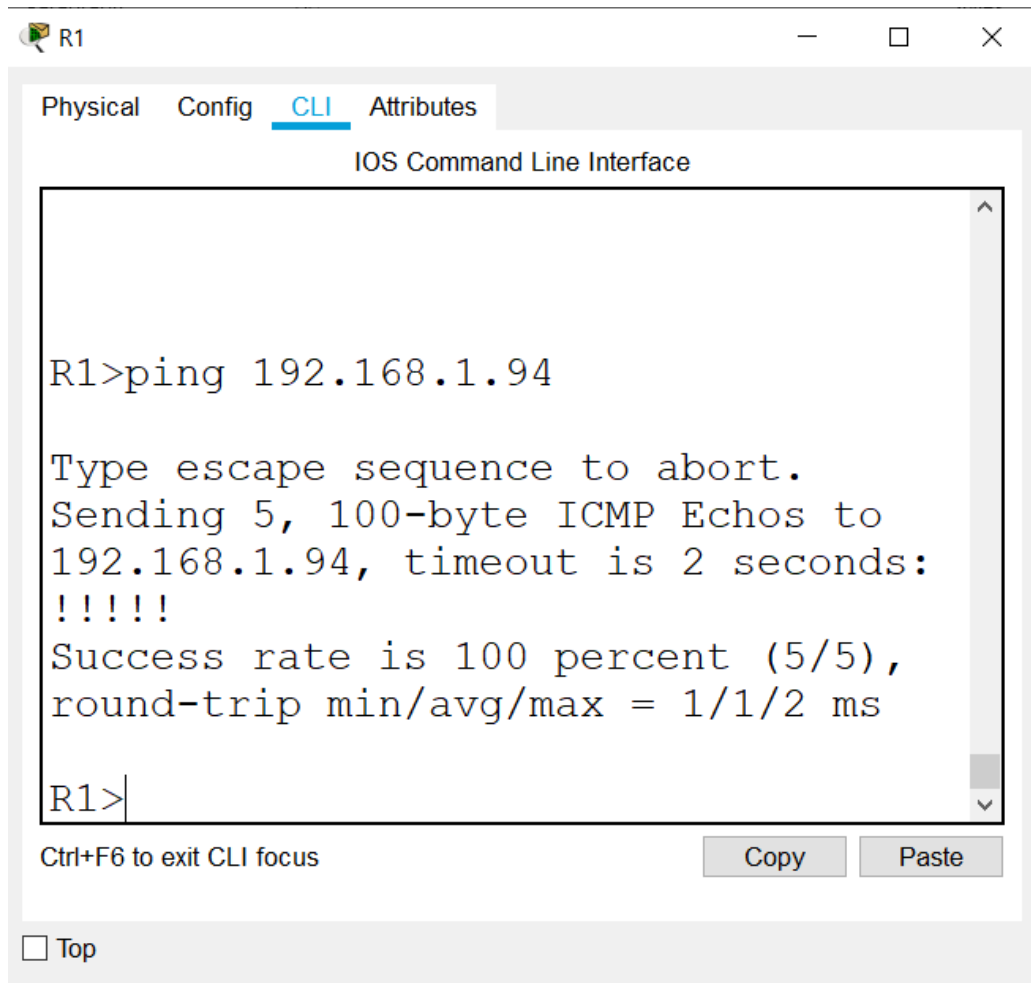 R1
Physical Config CLI Attributes
IOS Command Line Interface
R1>ping 192.168.1.94
Type escape sequence to abort.
Sending 5, 100-byte ICMP Echos to
192.168.1.94, timeout is 2 seconds:
!!!!!
Success rate is 100 percent (5/5),
round-trip min/avg/max = 1/1/2 ms
R1>
Ctrl+F6 to exit CLI focus
Copy Paste
Top